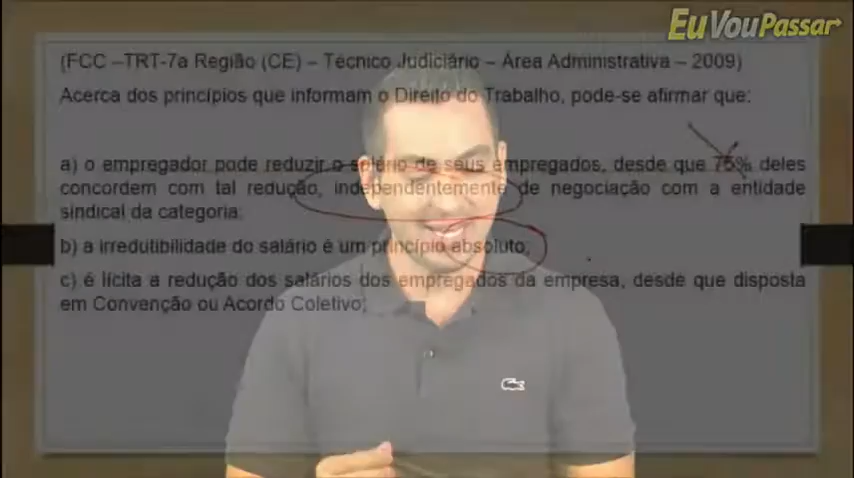 EuVouPassar
(FCC –TRT-7a Região (CE) – Técnico Judiciário – Área Administrativa – 2009)
Acerca dos princípios que informam o Direito do Trabalho, pode-se afirmar que:
a) o empregador pode reduzir o salário de seus empregados, desde que 75% deles
concordem com tal redução, independentemente de negociação com a entidade
sindical da categoria;
b) a irredutibilidade do salário é um princípio absoluto;
c) é lícita a redução dos salários dos empregados da empresa, desde que disposta
em Convenção ou Acordo Coletivo;